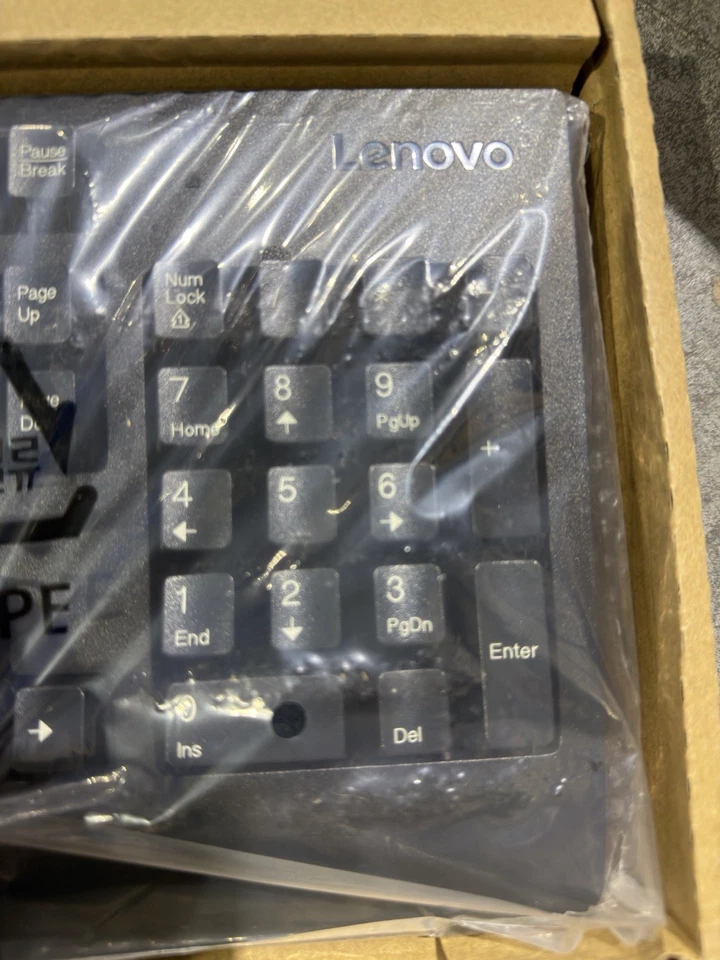 Lenovo
Pause
Break
Page
Up
Num
Lock
/
*
7
Home
8
↑
9
PgUp
+
4
←
5
6
→
1
End
2
↓
3
PgDn
Enter
→
0
Ins
Del
PE